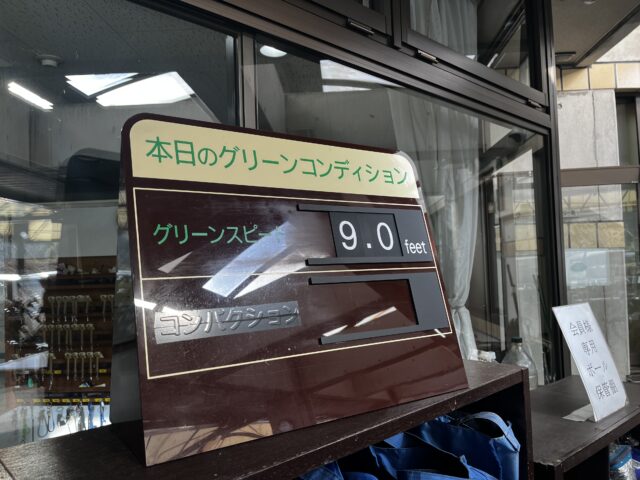 本日のグリーンコンディション
グリーンスピード
9.0 feet
コンパクション
会員様
専用
ボール
保管棚